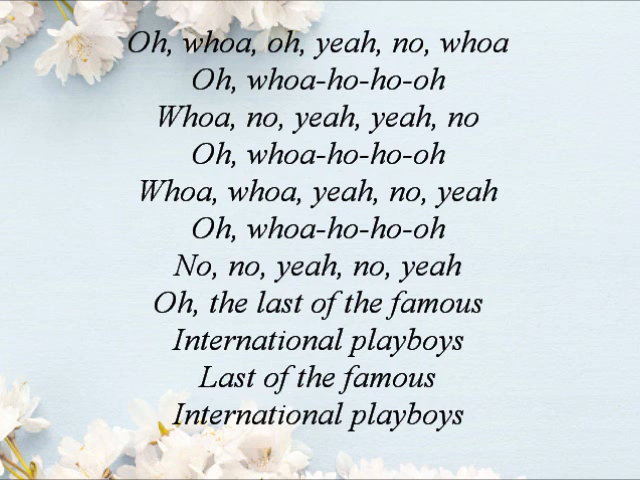 Oh, whoa, oh, yeah, no, whoa
Oh, whoa-ho-ho-oh
Whoa, no, yeah, yeah, no
Oh, whoa-ho-ho-oh
Whoa, whoa, yeah, no, yeah
Oh, whoa-ho-ho-oh
No, no, yeah, no, yeah
Oh, the last of the famous
International playboys
Last of the famous
International playboys